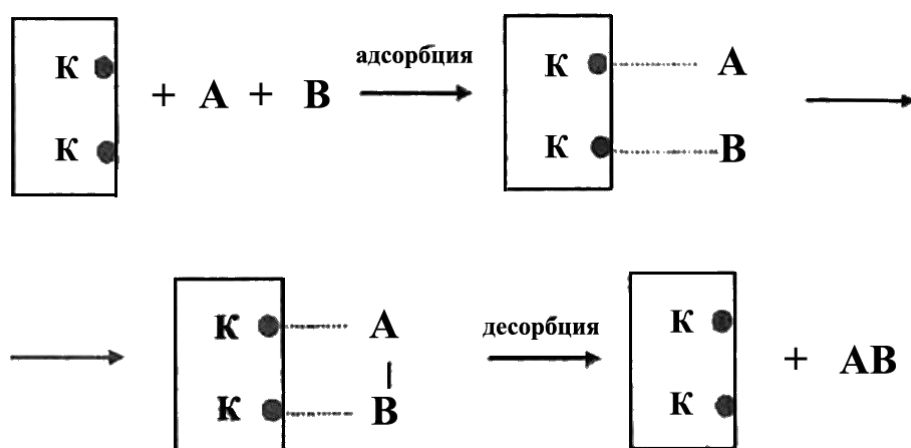 К К + А + В адсорбция К А К В
К А К В десорбция К К + АВ